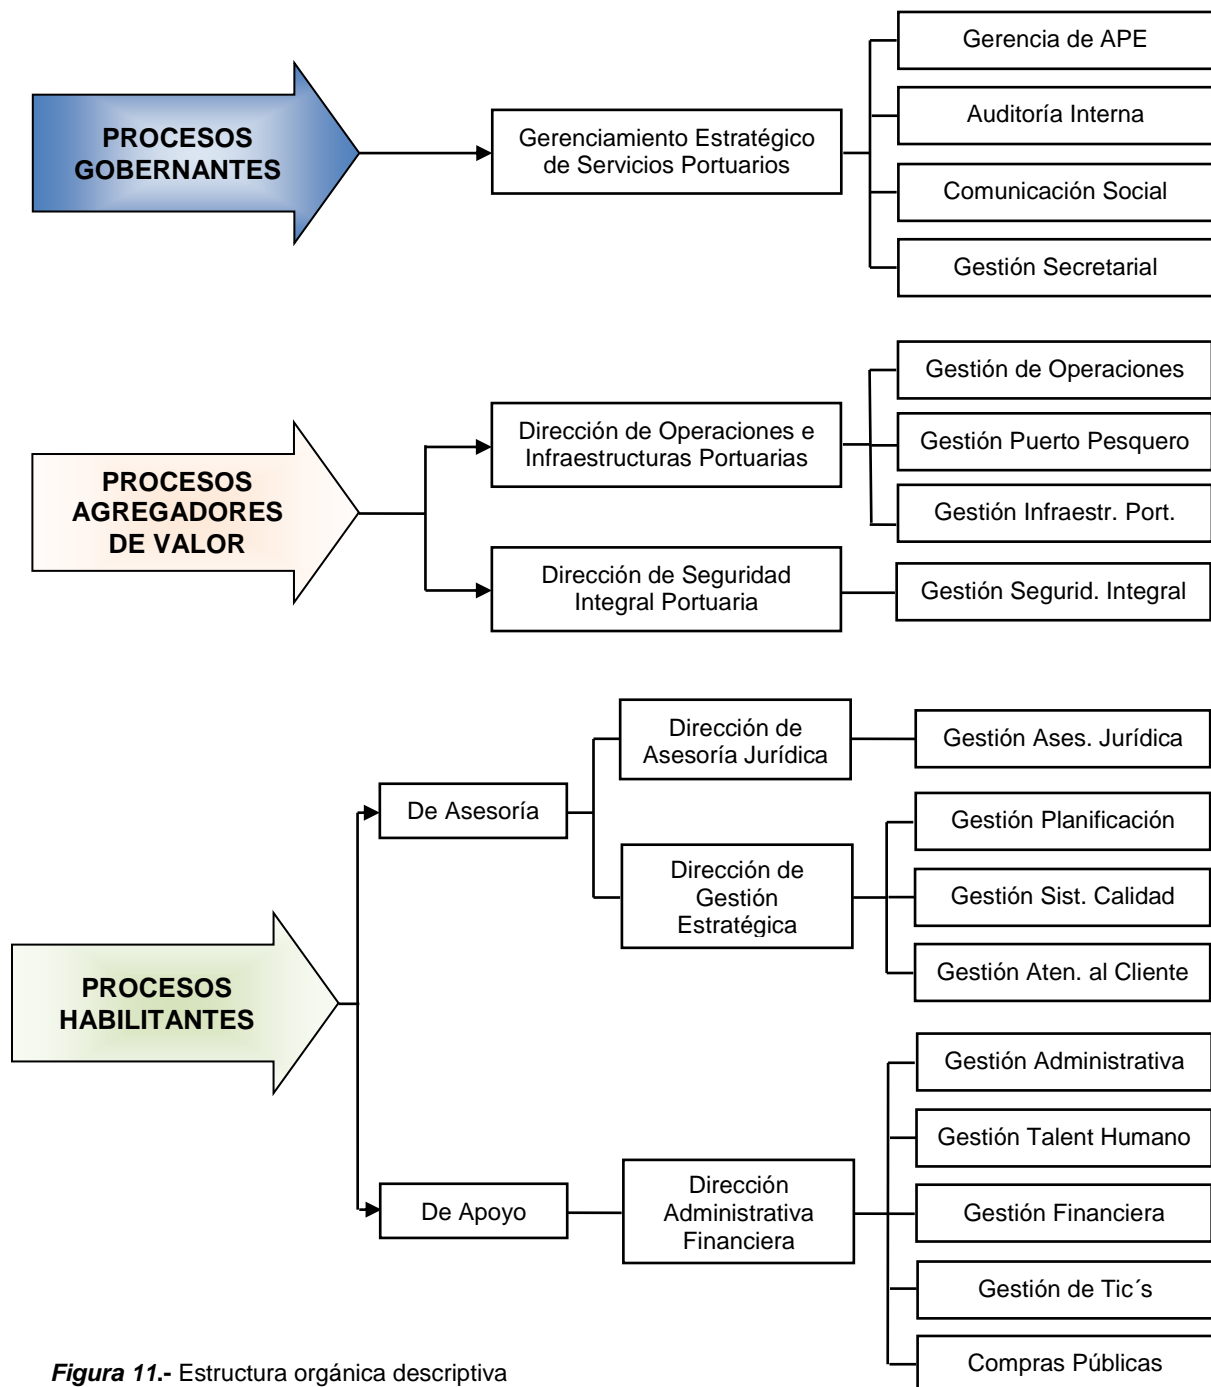 PROCESOS
GOBERNANTES
Gerenciamiento Estratégico
de Servicios Portuarios
Gerencia de APE
Auditoría Interna
Comunicación Social
Gestión Secretarial
PROCESOS
AGREGADORES
DE VALOR
Dirección de Operaciones e
Infraestructuras Portuarias
Gestión de Operaciones
Gestión Puerto Pesquero
Gestión Infraestr. Port.
Dirección de Seguridad
Integral Portuaria
Gestión Segurid. Integral
PROCESOS
HABILITANTES
De Asesoría
Dirección de
Asesoría Jurídica
Gestión Ases. Jurídica
Dirección de
Gestión
Estratégica
Gestión Planificación
Gestión Sist. Calidad
Gestión Aten. al Cliente
De Apoyo
Dirección
Administrativa
Financiera
Gestión Administrativa
Gestión Talent Humano
Gestión Financiera
Gestión de Tic´s
Compras Públicas
Figura 11.- Estructura orgánica descriptiva